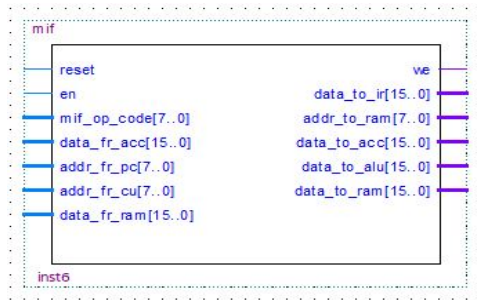 mif
reset we
en data_to_ir[15..0]
mif_op_code[7..0] addr_to_ram[7..0]
data_fr_acc[15..0] data_to_acc[15..0]
addr_fr_pc[7..0] data_to_alu[15..0]
addr_fr_cu[7..0] data_to_ram[15..0]
data_fr_ram[15..0]
inst6